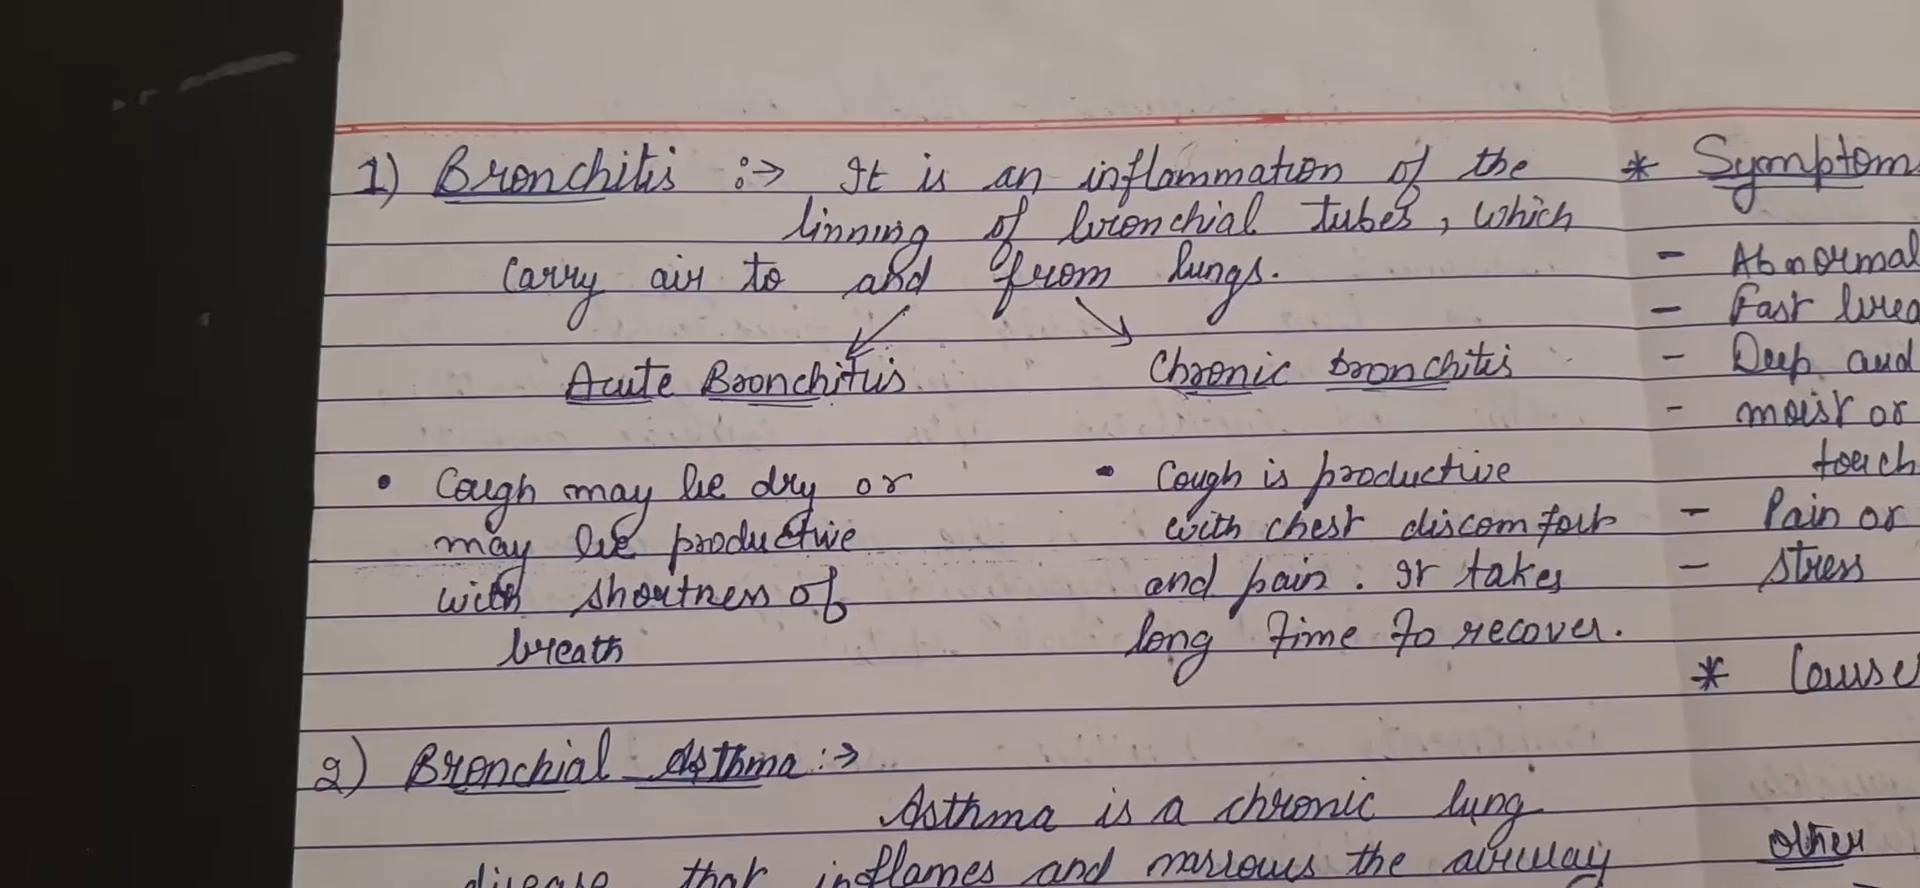 1) Bronchitis :→ It is an inflammation of the
linning of bronchial tubes, which
carry air to and from lungs.
Acute Bronchitis
Chronic bronchitis
• Cough may be dry or
may be productive
with shortness of
breath
• Cough is productive
with chest discomfort
and pain. It takes
long time to recover.
2) Bronchial Asthma :→
Asthma is a chronic lung
disease that inflames and narrows the airway
* Symptom
- Abnormal
- Fast brea
- Deep and
- moist or
touch
- Pain or
- stress
* Cause
other